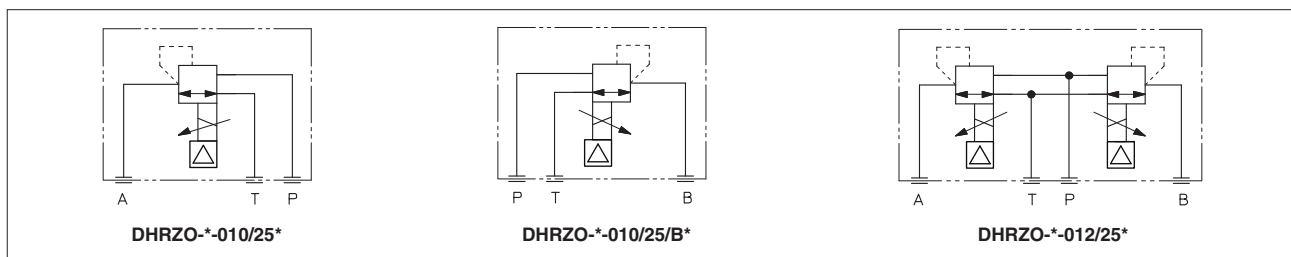 A T P
P T B
A T P B
DHRZO-*-010/25*
DHRZO-*-010/25/B*
DHRZO-*-012/25*